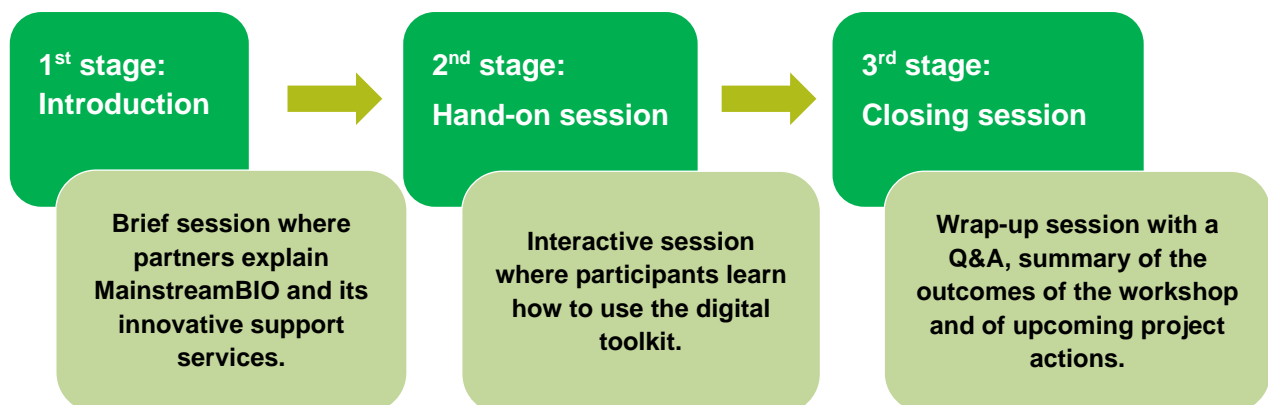 1st stage:
Introduction
Brief session where
partners explain
MainstreamBIO and its
innovative support
services.
2nd stage:
Hand-on session
Interactive session
where participants learn
how to use the digital
toolkit.
3rd stage:
Closing session
Wrap-up session with a
Q&A, summary of the
outcomes of the workshop
and of upcoming project
actions.